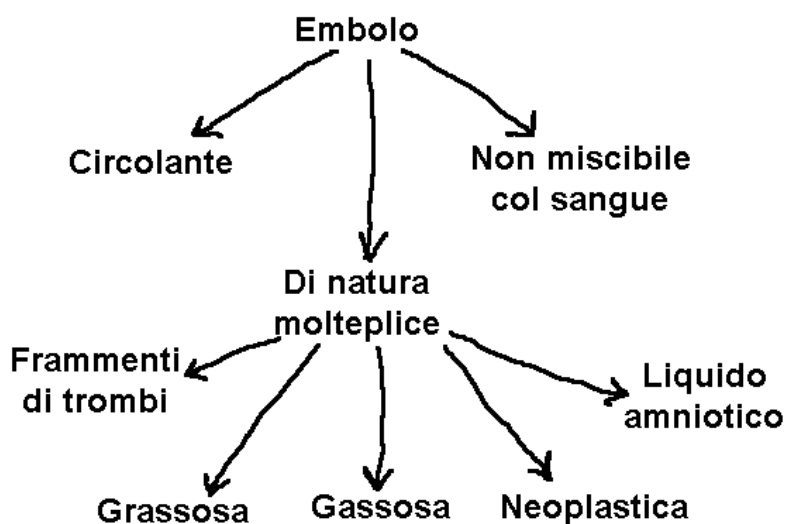 Embolo
Circolante
Non miscibile
col sangue
Di natura
molteplice
Frammenti
di trombi
Grassosa
Gassosa
Neoplastica
Liquido
amniotico